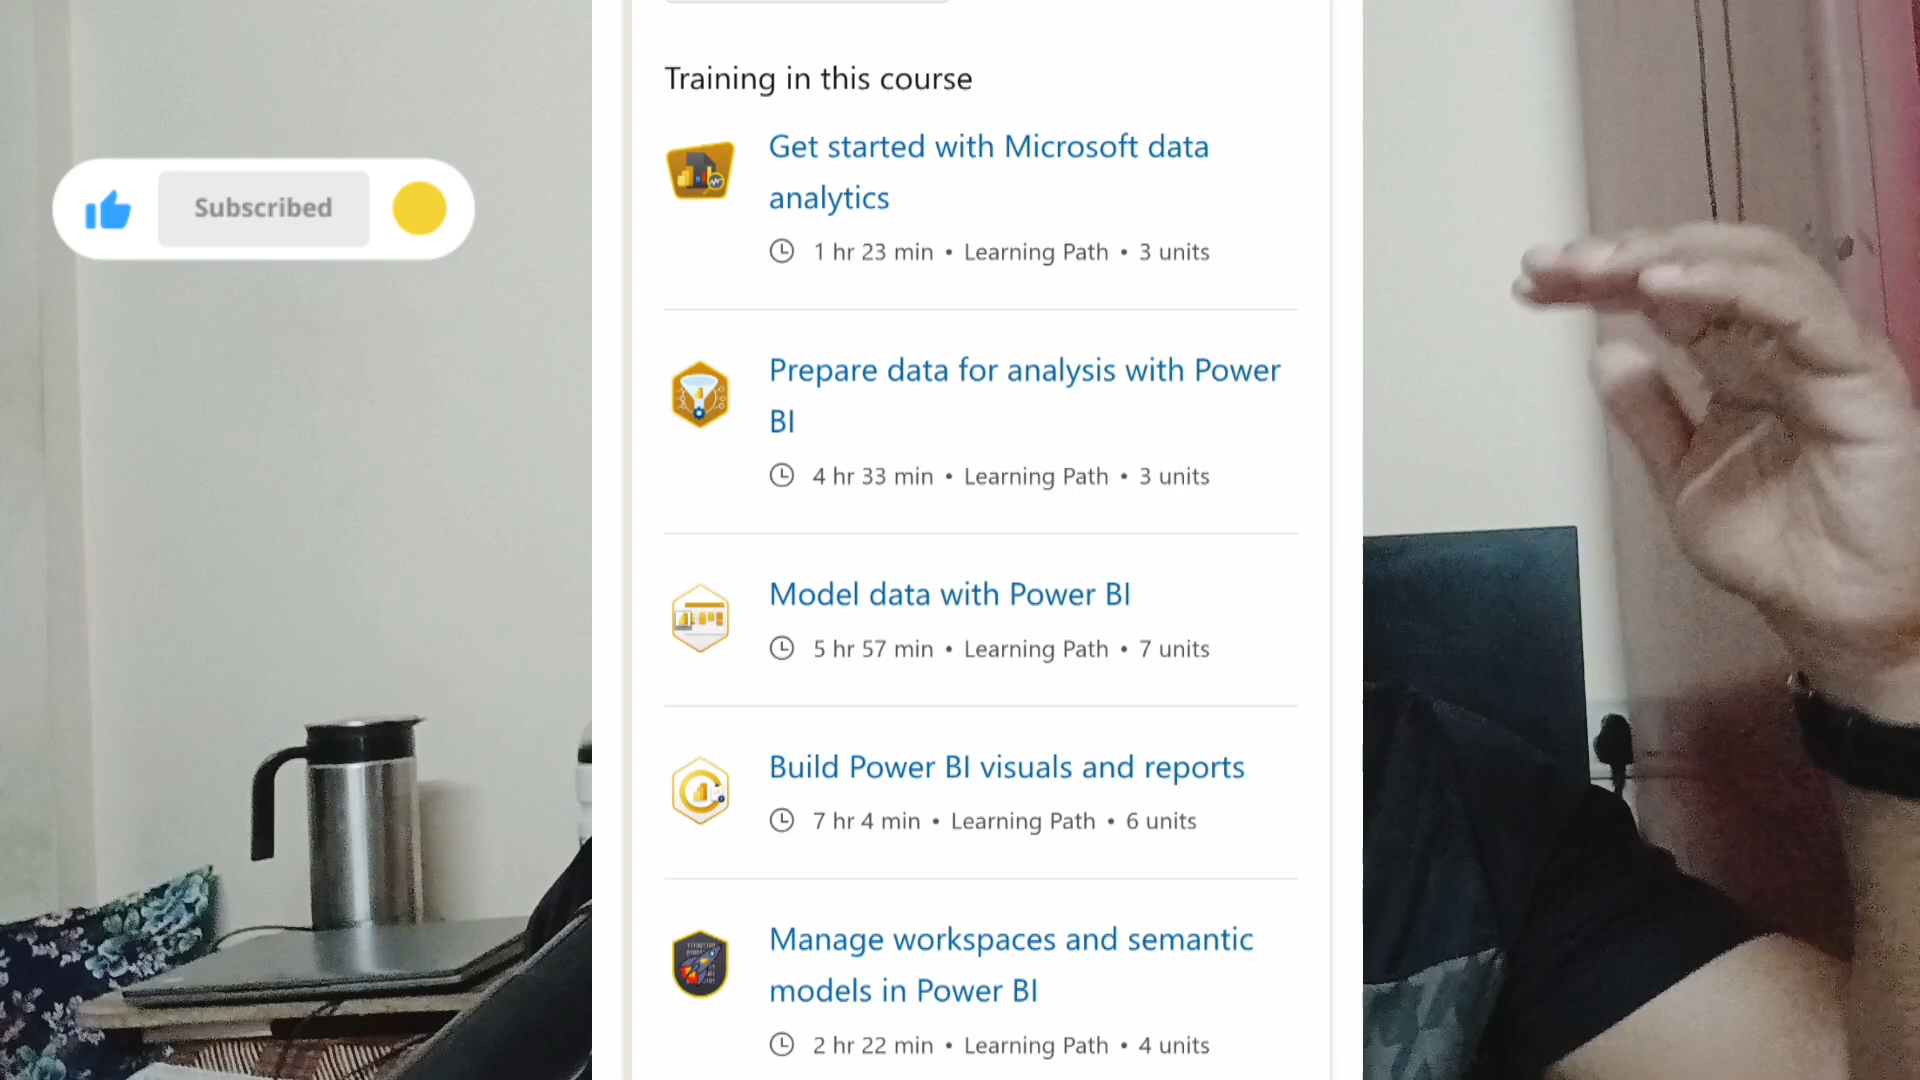 Subscribed
Training in this course
Get started with Microsoft data
analytics
1 hr 23 min • Learning Path • 3 units
Prepare data for analysis with Power
BI
4 hr 33 min • Learning Path • 3 units
Model data with Power BI
5 hr 57 min • Learning Path • 7 units
Build Power BI visuals and reports
7 hr 4 min • Learning Path • 6 units
Manage workspaces and semantic
models in Power BI
2 hr 22 min • Learning Path • 4 units